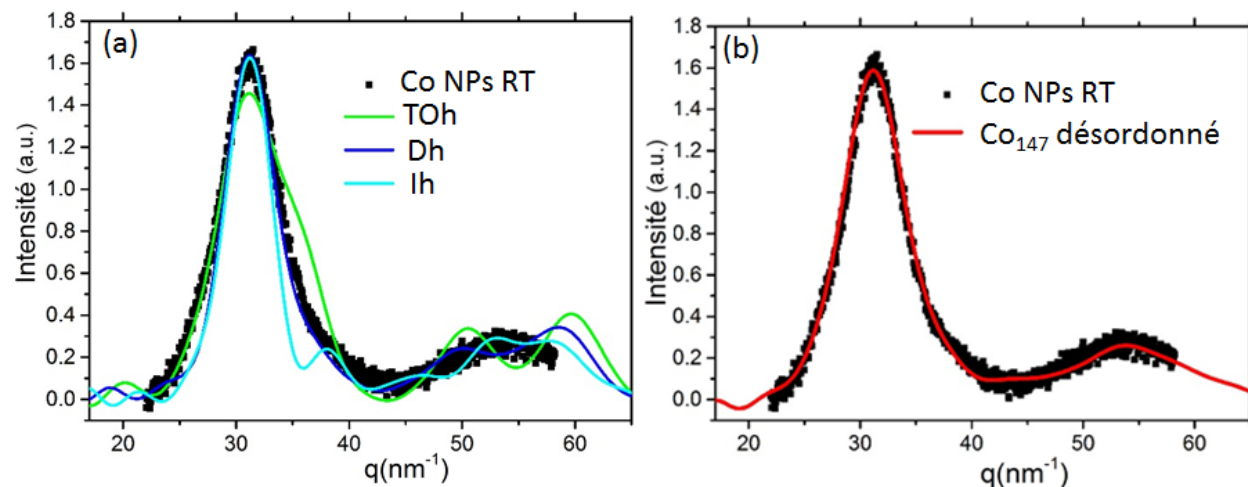 (a)
Co NPs RT
TOh
Dh
Ih
Intensité (a.u.)
1.8
1.6
1.4
1.2
1.0
0.8
0.6
0.4
0.2
0.0
20 30 40 50 60
q(nm⁻¹)
(b)
Co NPs RT
Co₁₄₇ désordonné
Intensité (a.u.)
1.8
1.6
1.4
1.2
1.0
0.8
0.6
0.4
0.2
0.0
20 30 40 50 60
q(nm⁻¹)